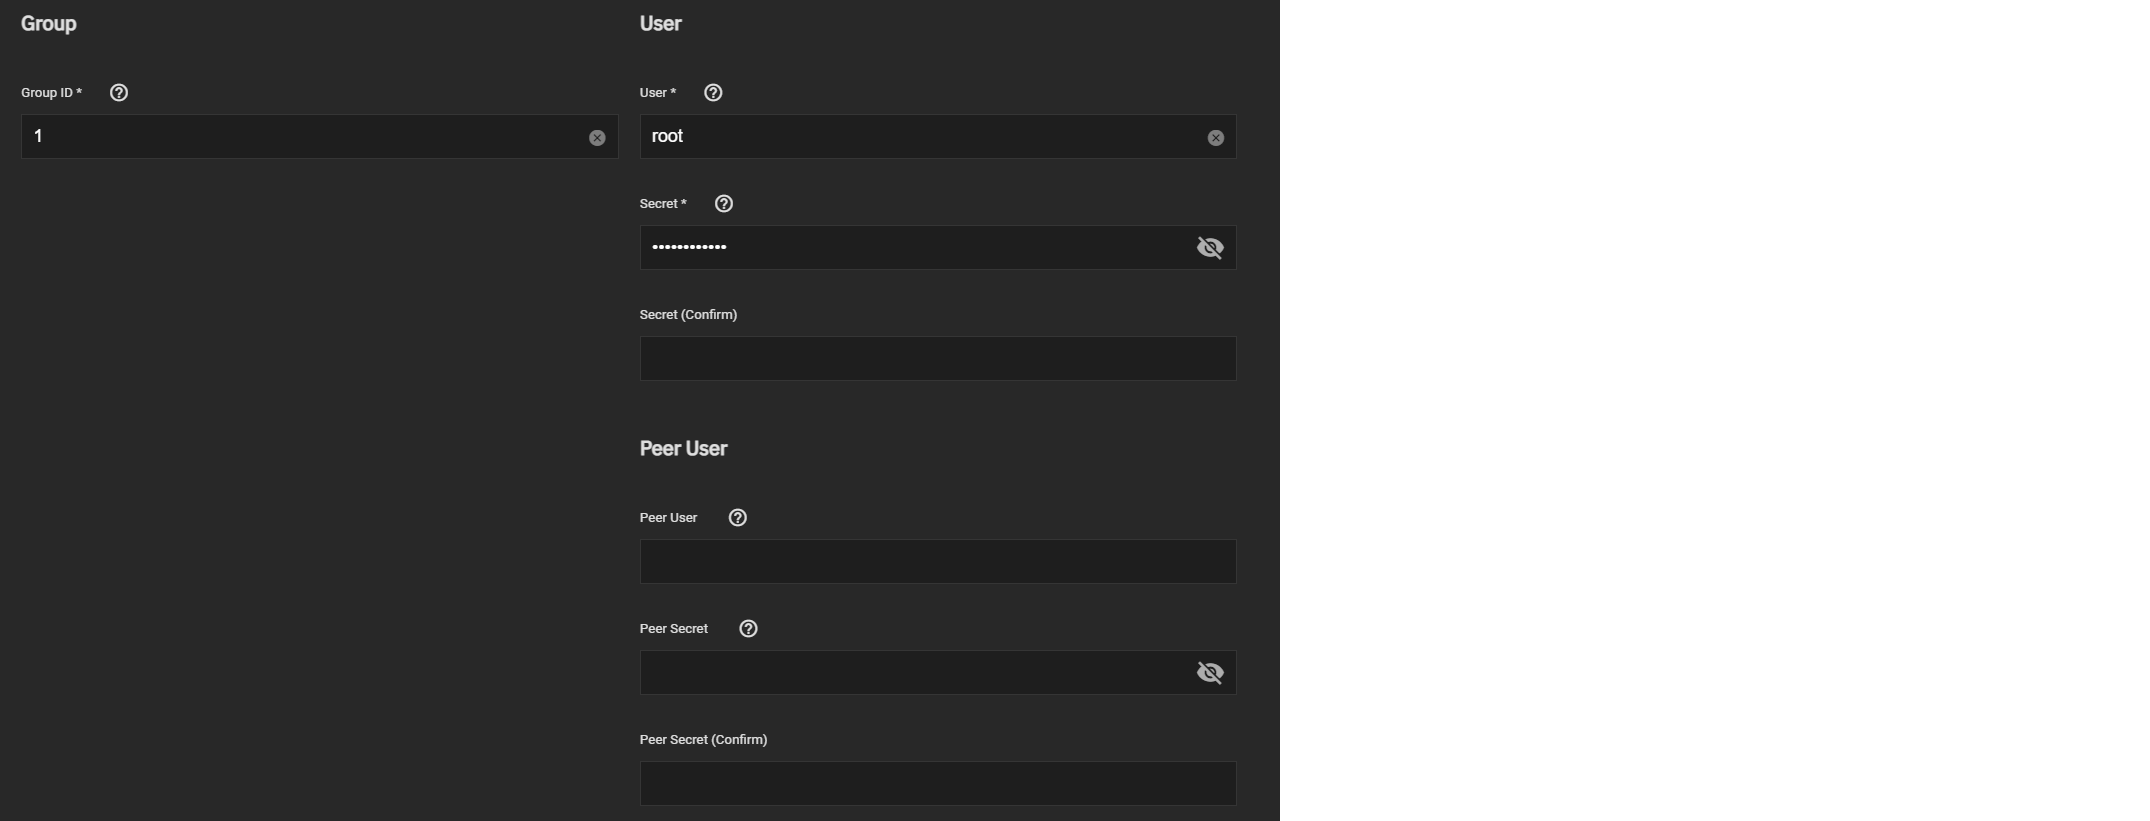 Group
Group ID *
1
User
User *
root
Secret *
••••••••••••
Secret (Confirm)
Peer User
Peer User
Peer Secret
Peer Secret (Confirm)